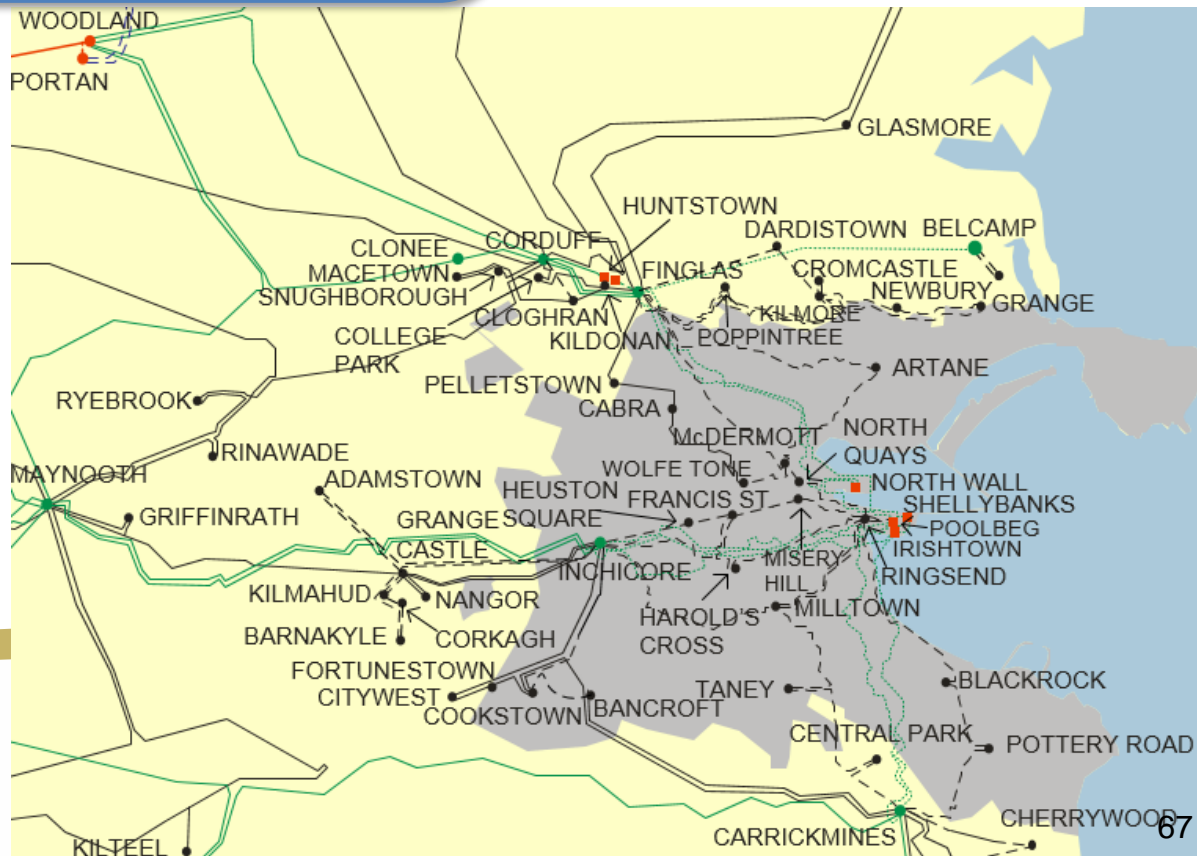 WOODLAND
PORTAN
GLASMORE
HUNTSTOWN
DARDISTOWN
BELCAMP
CLONEE
CORDUFF
MACETOWN
FINGLAS
CROMCASTLE
SNUGHBOROUGH
NEWBURY
GRANGE
CLOGHRAN
KILMORE
COLLEGE
PARK
KILDONAN
POPPINTREE
ARTANE
PELLETSTOWN
RYEBROOK
CABRA
McDERMOTT
NORTH
QUAYS
RINAWADE
WOLFE TONE
MAYNOOTH
ADAMSTOWN
HEUSTON
SQUARE
FRANCIS ST
NORTH WALL
SHELLYBANKS
GRIFFINRATH
GRANGE
CASTLE
POOLBEG
IRISHTOWN
INCHICORE
MISERY
HILL
RINGSEND
KILMAHUD
NANGOR
HAROLD'S
CROSS
MILLTOWN
BARNAKYLE
CORKAGH
FORTUNESTOWN
CITYWEST
COOKSTOWN
BANCROFT
TANEY
BLACKROCK
CENTRAL PARK
POTTERY ROAD
CARRICKMINES
CHERRYWOOD
67
KILTEEL